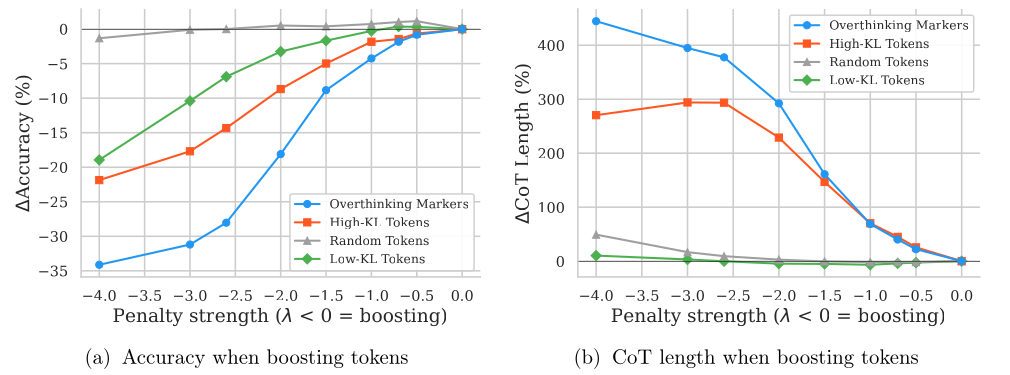 0
−5
−10
−15
−20
−25
−30
−35
ΔAccuracy (%)
Overthinking Markers
High-KL Tokens
Random Tokens
Low-KL Tokens
−4.0 −3.5 −3.0 −2.5 −2.0 −1.5 −1.0 −0.5 0.0
Penalty strength (λ < 0 = boosting)
(a) Accuracy when boosting tokens
400
300
200
100
0
ΔCoT Length (%)
Overthinking Markers
High-KL Tokens
Random Tokens
Low-KL Tokens
−4.0 −3.5 −3.0 −2.5 −2.0 −1.5 −1.0 −0.5 0.0
Penalty strength (λ < 0 = boosting)
(b) CoT length when boosting tokens